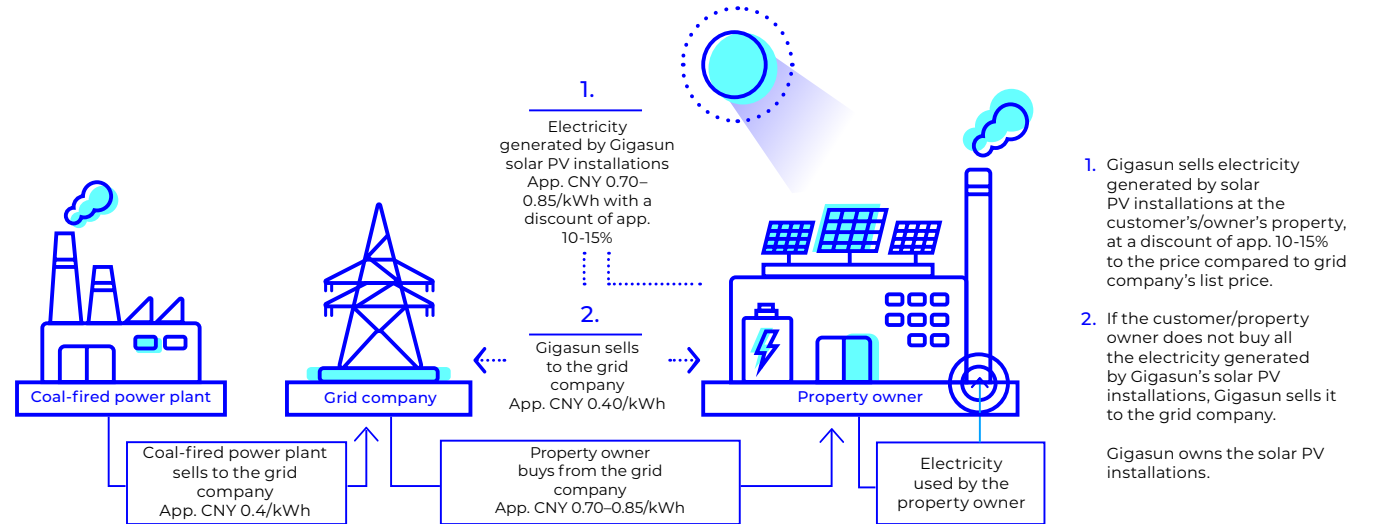 1.
Electricity
generated by Gigasun
solar PV installations
App. CNY 0.70–
0.85/kWh with a
discount of app.
10-15%
2.
Gigasun sells
to the grid
company
App. CNY 0.40/kWh
Coal-fired power plant
Grid company
Property owner
Coal-fired power plant
sells to the grid
company
App. CNY 0.4/kWh
Property owner
buys from the grid
company
App. CNY 0.70–0.85/kWh
Electricity
used by the
property owner
1. Gigasun sells electricity
generated by solar
PV installations at the
customer’s/owner’s property,
at a discount of app. 10-15%
to the price compared to grid
company’s list price.
2. If the customer/property
owner does not buy all
the electricity generated
by Gigasun’s solar PV
installations, Gigasun sells it
to the grid company.
Gigasun owns the solar PV
installations.